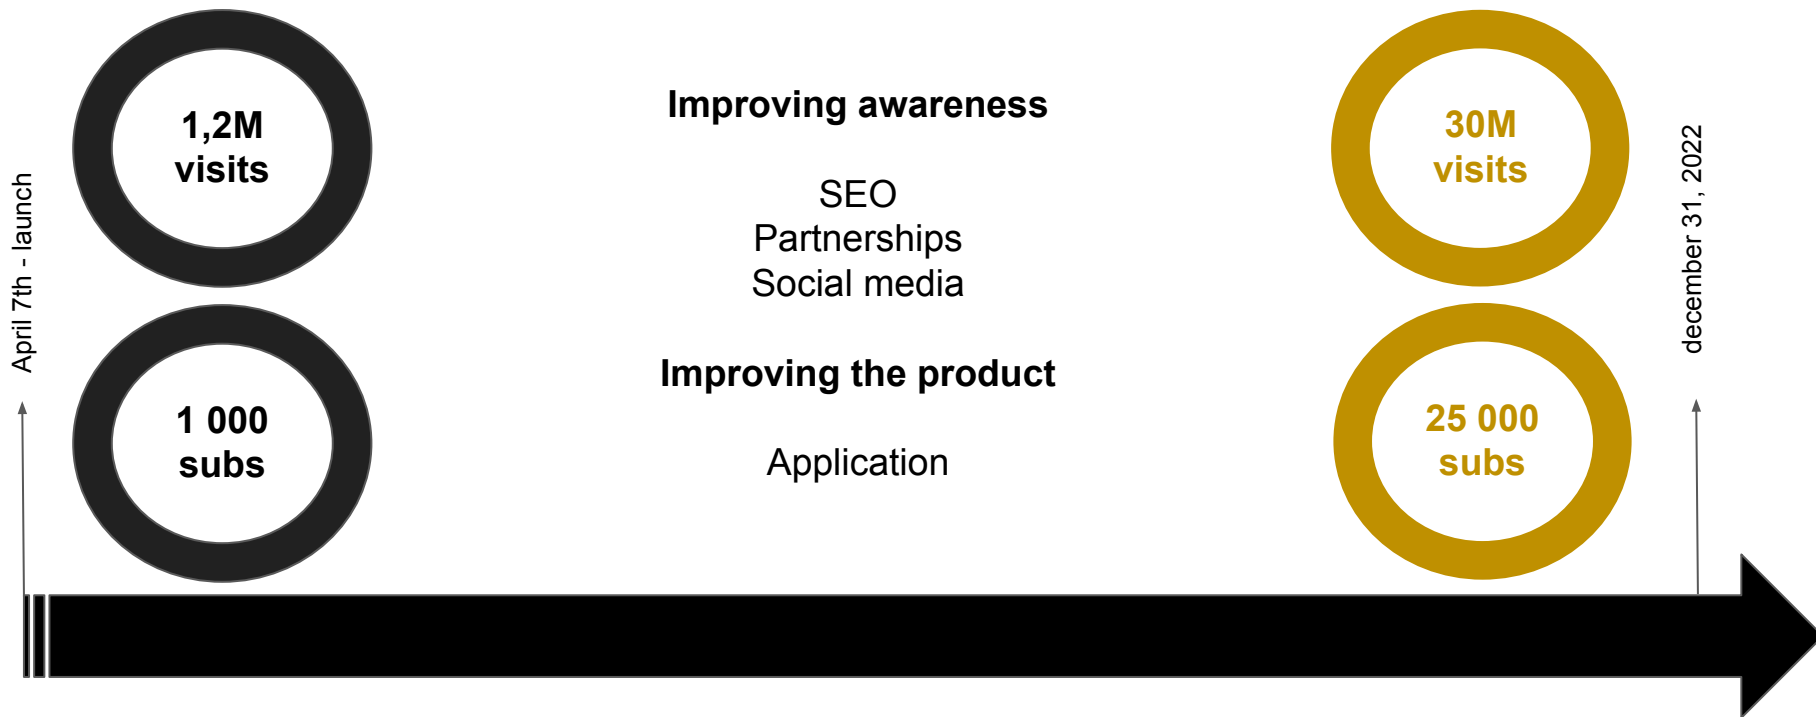 April 7th - launch
1,2M
visits
1 000
subs
Improving awareness
SEO
Partnerships
Social media
Improving the product
Application
30M
visits
25 000
subs
december 31, 2022